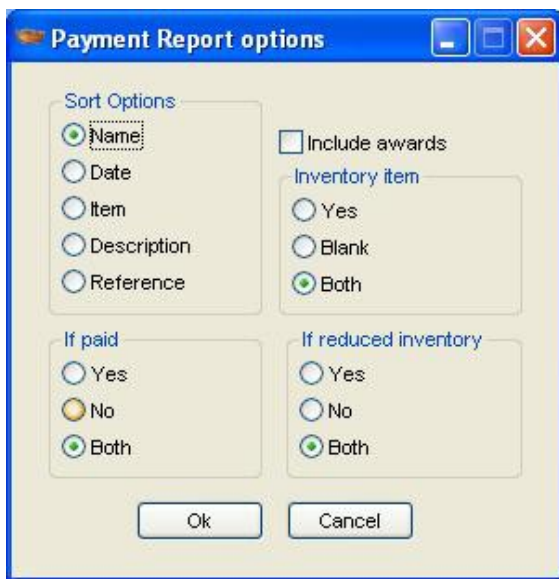 Payment Report options
Sort Options
Name
Date
Item
Description
Reference
Include awards
Inventory item
Yes
Blank
Both
If paid
Yes
No
Both
If reduced inventory
Yes
No
Both
Ok
Cancel